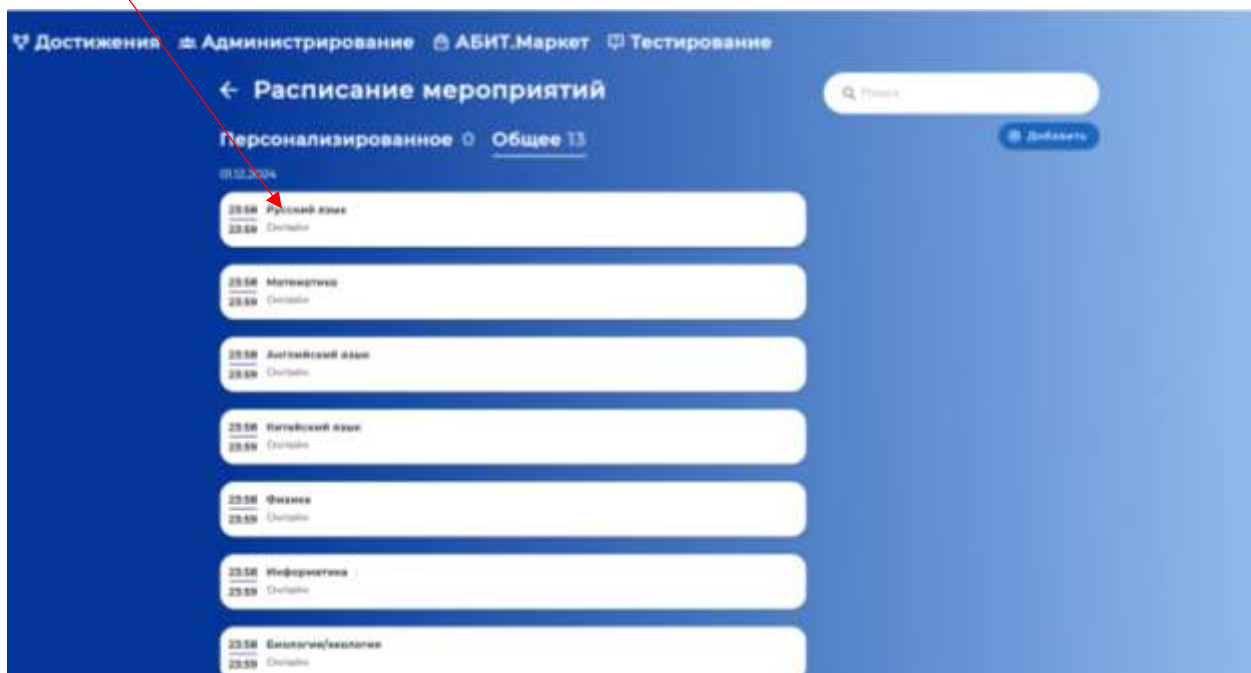 Достижения Администрирование АБИТ.Маркет Тестирование
← Расписание мероприятий
Поиск
Персонализированное 0 Общее 13
Добавить
01.12.2024
23:58 Русский язык
23:59 Онлайн
23:58 Математика
23:59 Онлайн
23:58 Английский язык
23:59 Онлайн
23:58 Китайский язык
23:59 Онлайн
23:58 Физика
23:59 Онлайн
23:58 Информатика
23:59 Онлайн
23:58 Биология/экология
23:59 Онлайн